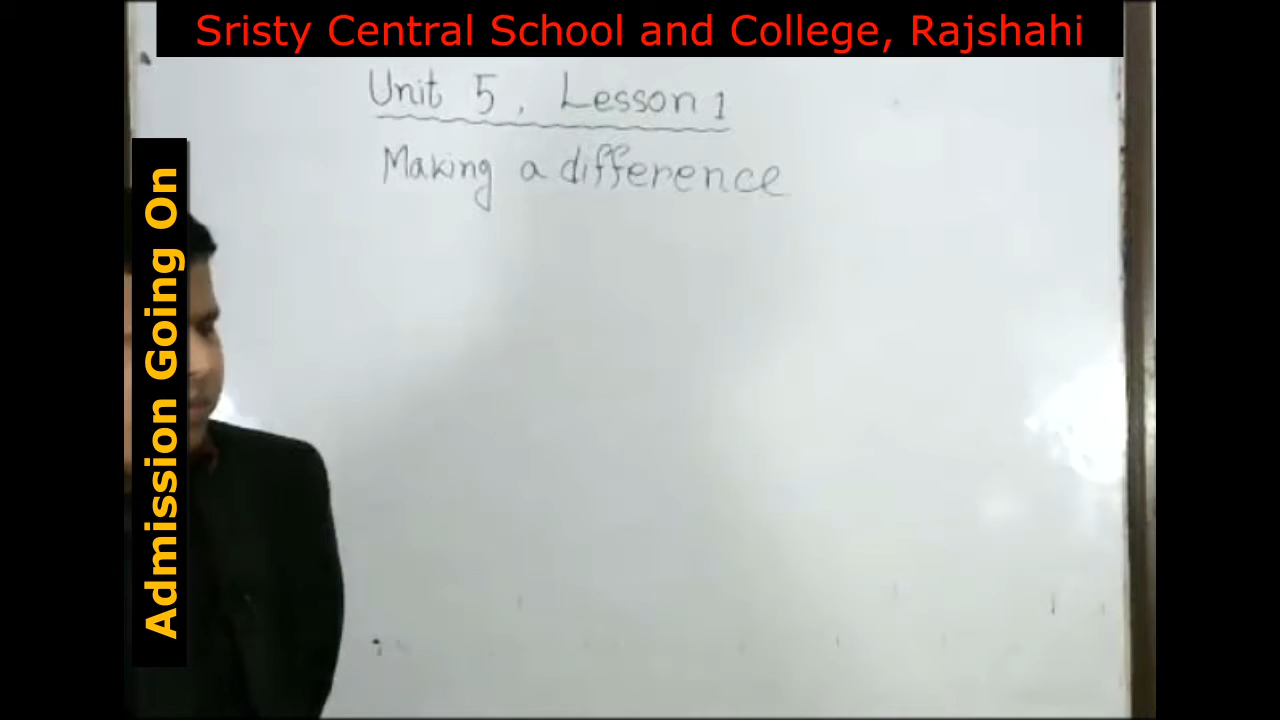 Sristy Central School and College, Rajshahi
Unit 5, Lesson 1
Making a difference
Admission Going On